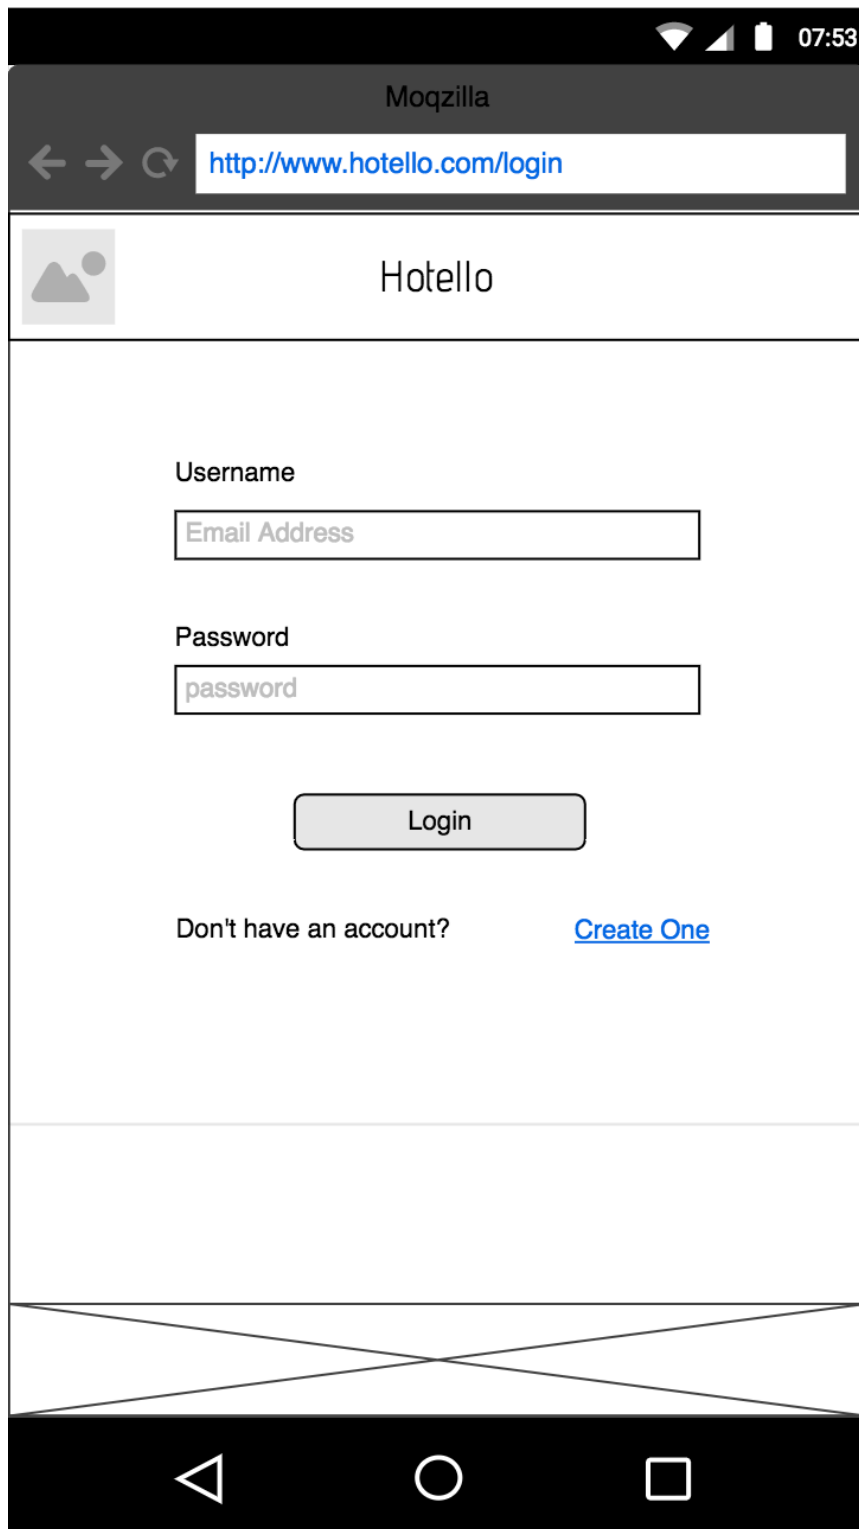 07:53
Moqzilla
http://www.hotello.com/login
Hotello
Username
Email Address
Password
password
Login
Don't have an account? Create One